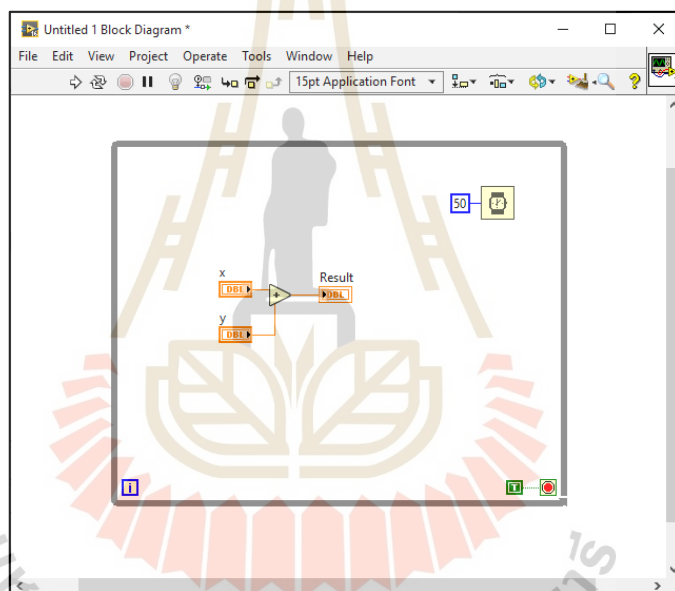 Untitled 1 Block Diagram *
File Edit View Project Operate Tools Window Help
15pt Application Font
50
x
DBL
Result
DBL
y
DBL
i
T